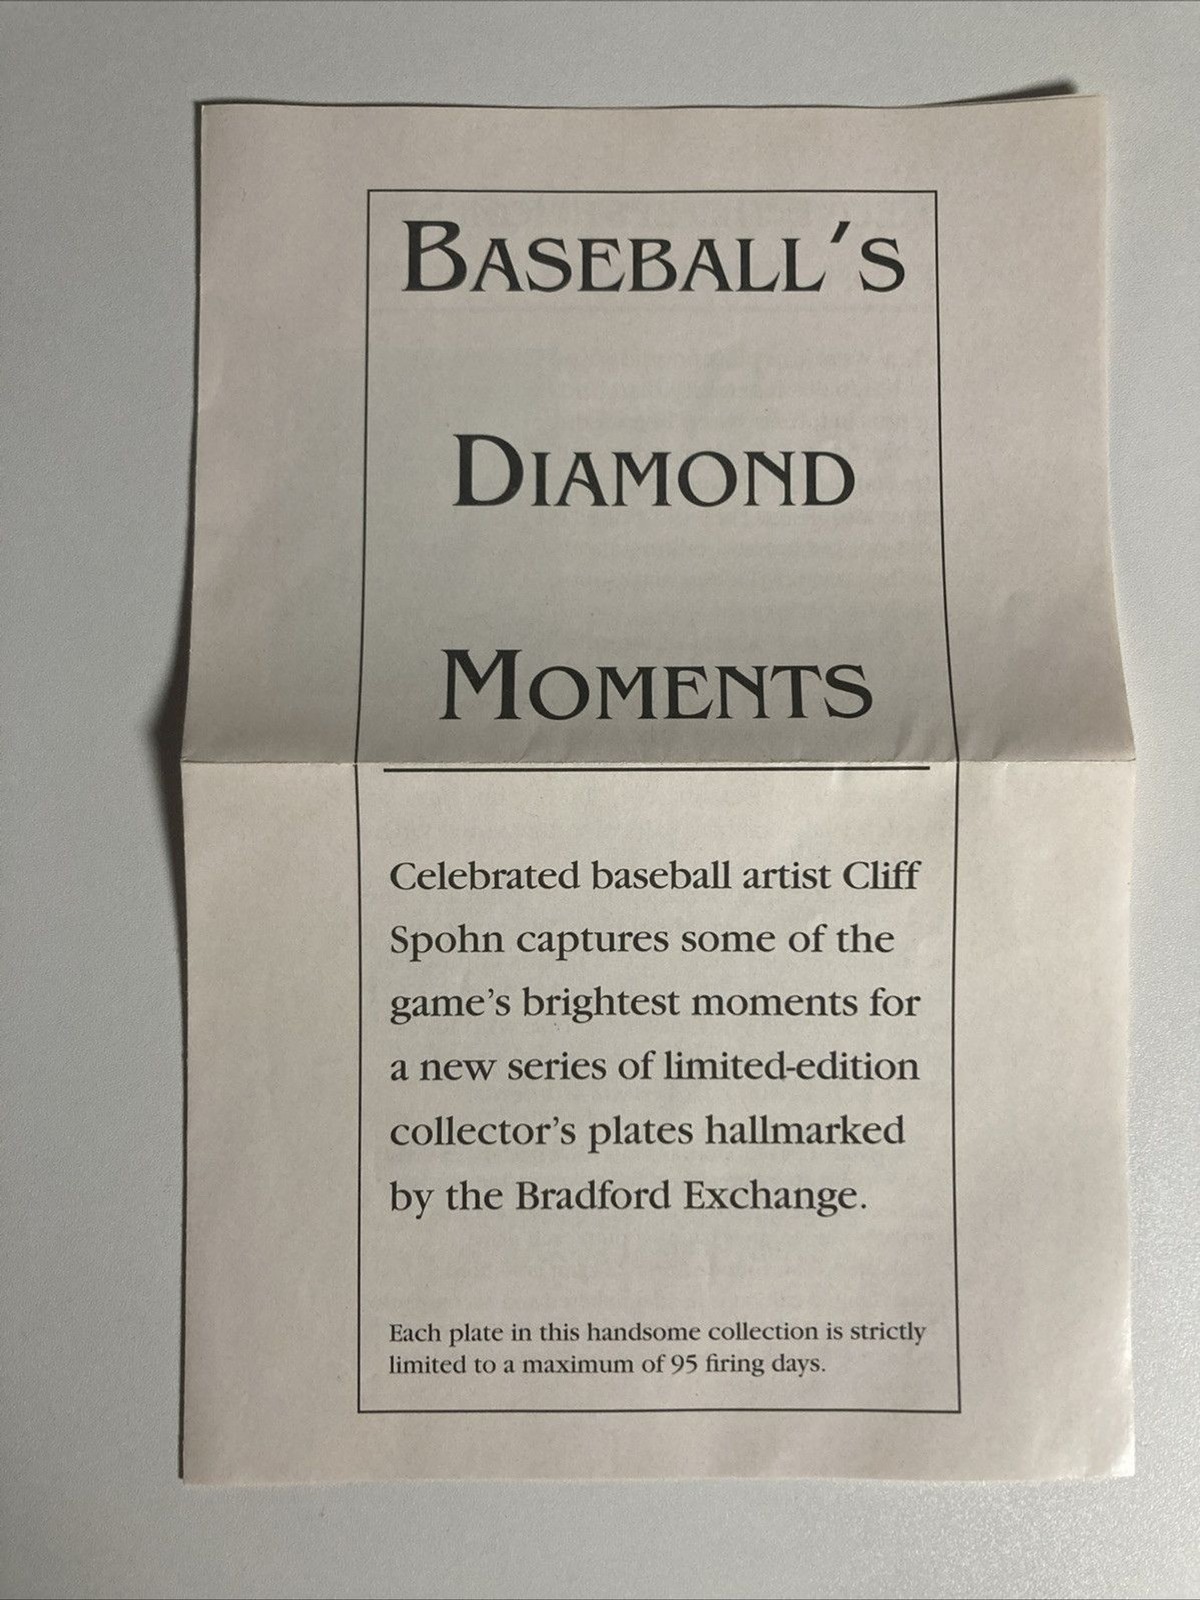 BASEBALL'S
DIAMOND
MOMENTS
Celebrated baseball artist Cliff
Spohn captures some of the
game's brightest moments for
a new series of limited-edition
collector's plates hallmarked
by the Bradford Exchange.
Each plate in this handsome collection is strictly
limited to a maximum of 95 firing days.